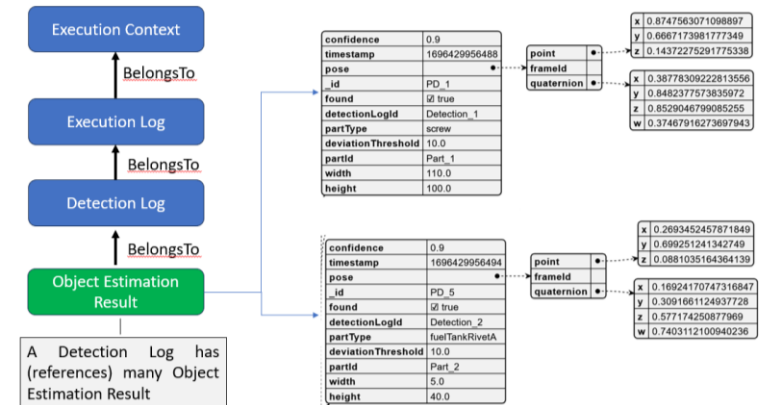 Execution Context
BelongsTo
Execution Log
BelongsTo
Detection Log
BelongsTo
Object Estimation
Result
A Detection Log has
(references) many Object
Estimation Result
confidence 0.9
timestamp 1696429956488
pose
_id PD_1
found ☑ true
detectionLogId Detection_1
partType screw
deviationThreshold 10.0
partId Part_1
width 110.0
height 100.0
point
frameId
quaternion
x 0.8747563071098897
y 0.6667173981777349
z 0.14372275291775338
x 0.38778309222813556
y 0.8482377573835972
z 0.8529046799085255
w 0.37467916273697943
confidence 0.9
timestamp 1696429956494
pose
_id PD_5
found ☑ true
detectionLogId Detection_2
partType fuelTankRivetA
deviationThreshold 10.0
partId Part_2
width 5.0
height 40.0
point
frameId
quaternion
x 0.2693452457871849
y 0.699251241342749
z 0.0881035164364139
x 0.16924170747316847
y 0.3091661124937728
z 0.577174250877969
w 0.7403112100940236